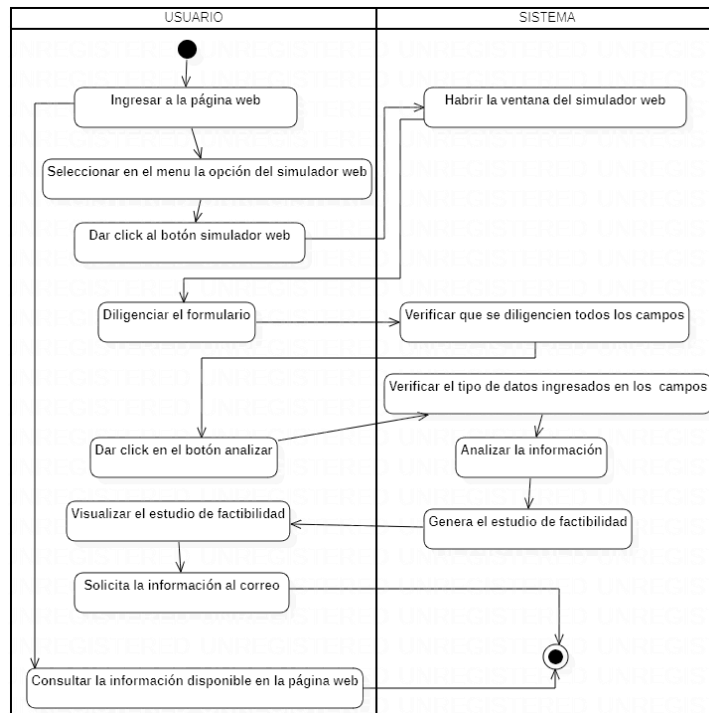 USUARIO
SISTEMA
Ingresar a la página web
Habrir la ventana del simulador web
Seleccionar en el menu la opción del simulador web
Dar click al botón simulador web
Diligenciar el formulario
Verificar que se diligencien todos los campos
Verificar el tipo de datos ingresados en los campos
Dar click en el botón analizar
Analizar la información
Visualizar el estudio de factibilidad
Genera el estudio de factibilidad
Solicita la información al correo
Consultar la información disponible en la página web